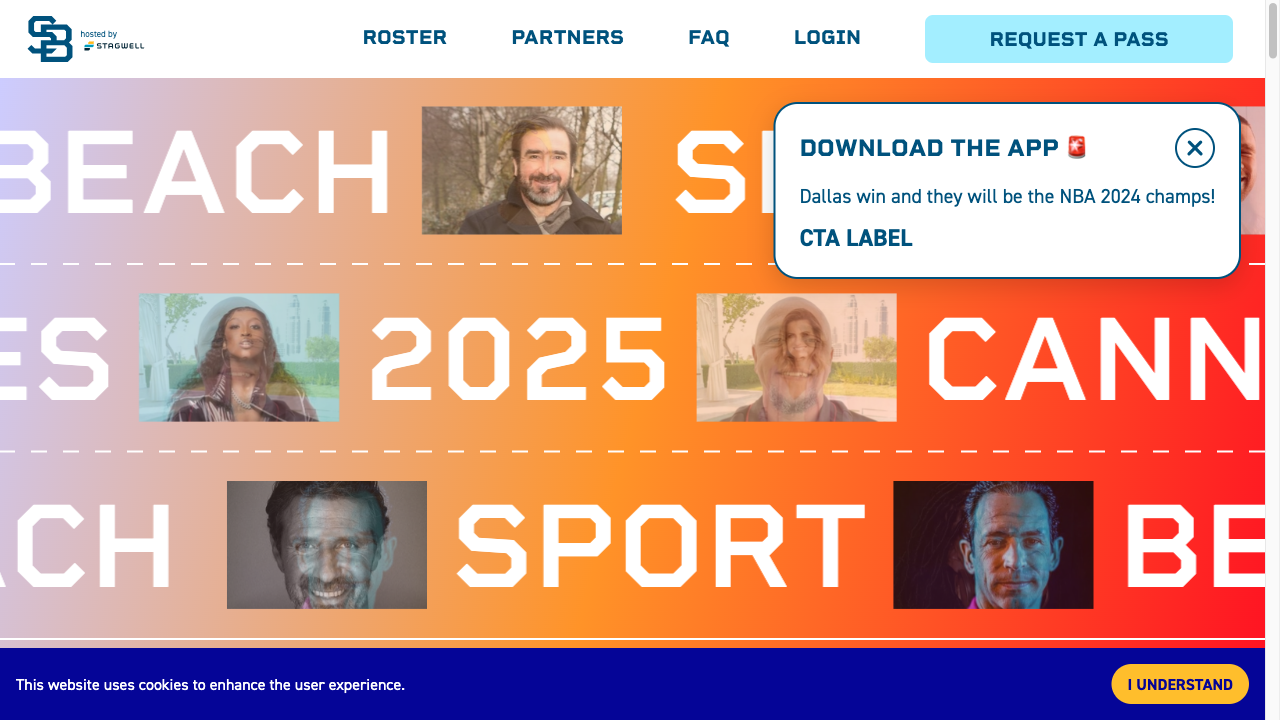 SB hosted by
STAGWELL
ROSTER PARTNERS FAQ LOGIN REQUEST A PASS
BEACH
DOWNLOAD THE APP 🚨
Dallas win and they will be the NBA 2024 champs!
CTA LABEL
ES 2025 CANN
ACH SPORT BE
This website uses cookies to enhance the user experience.
I UNDERSTAND